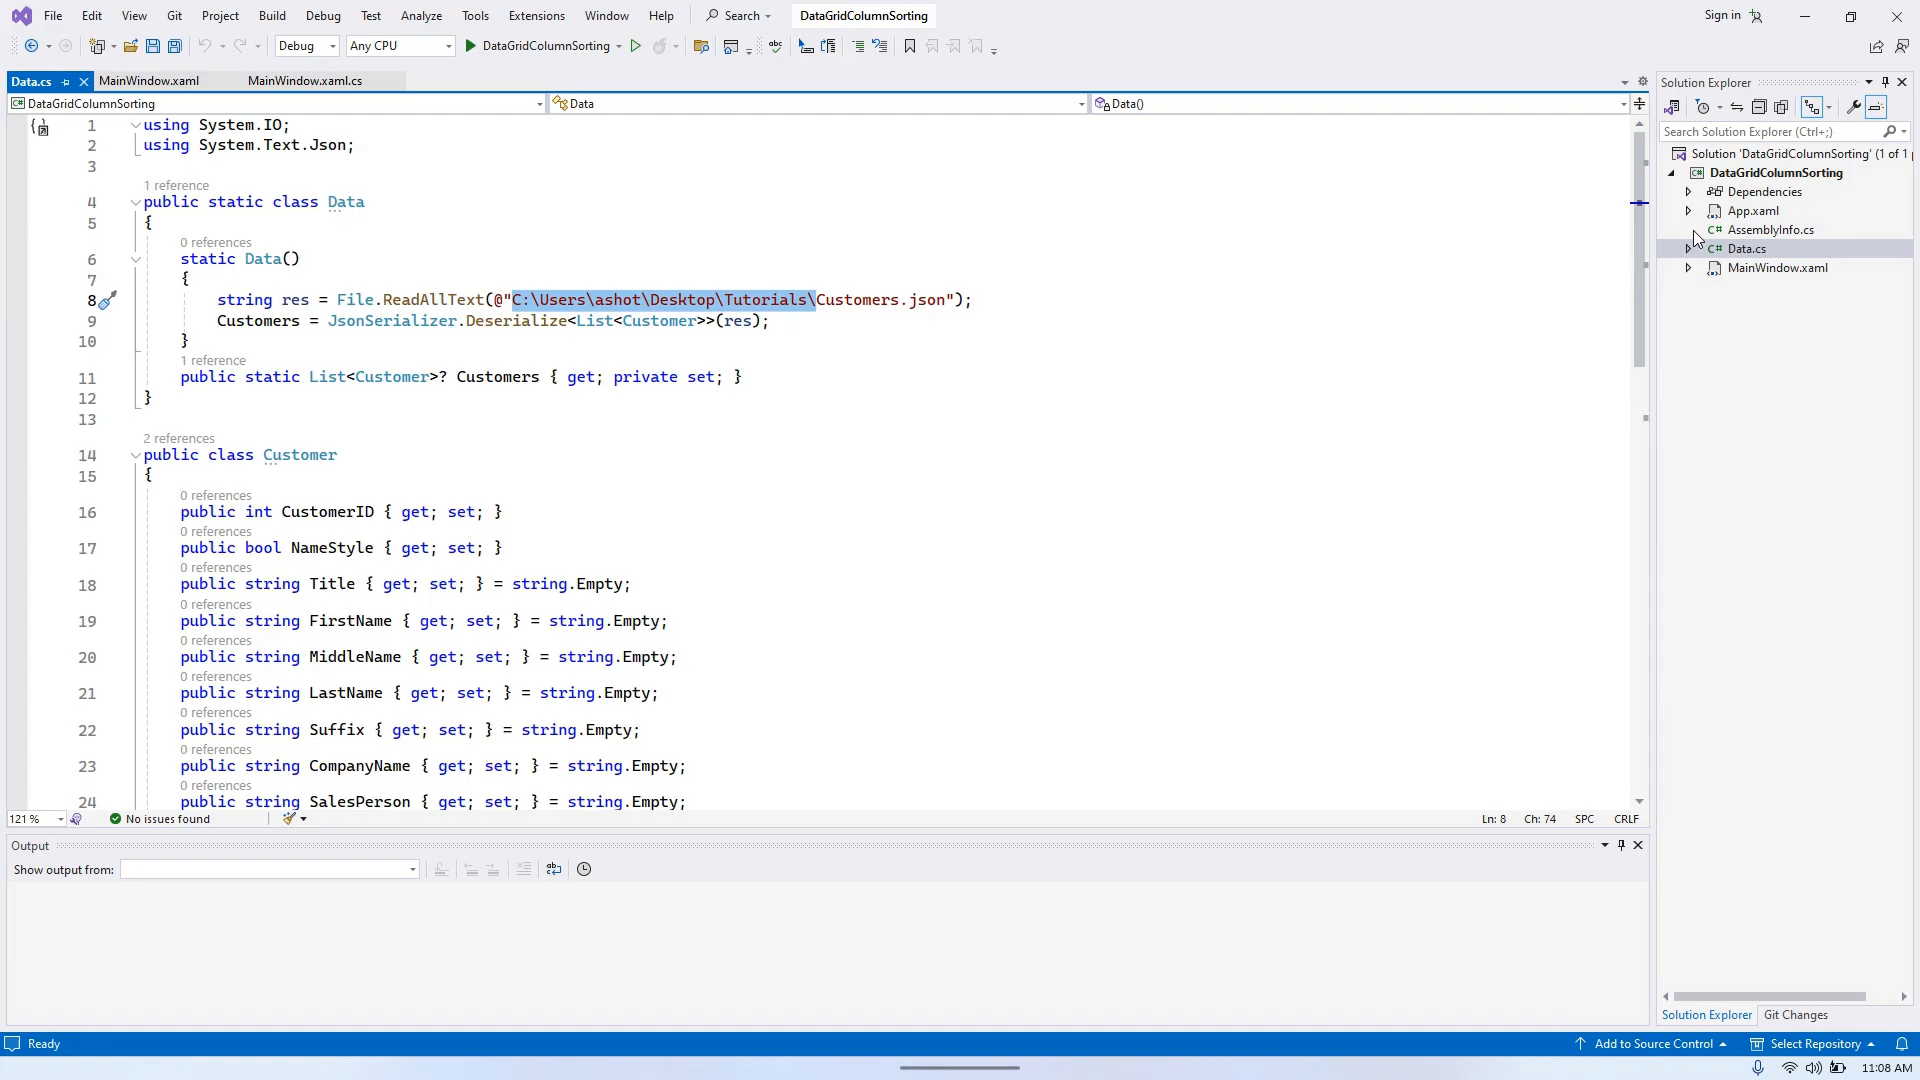 File Edit View Git Project Build Debug Test Analyze Tools Extensions Window Help Search DataGridColumnSorting Sign in
Debug Any CPU DataGridColumnSorting
Data.cs MainWindow.xaml MainWindow.xaml.cs
DataGridColumnSorting Data Data()
1 using System.IO;
2 using System.Text.Json;
3
1 reference
4 public static class Data
5 {
0 references
6 static Data()
7 {
8 string res = File.ReadAllText(@"C:\Users\ashot\Desktop\Tutorials\Customers.json");
9 Customers = JsonSerializer.Deserialize<List<Customer>>(res);
10 }
1 reference
11 public static List<Customer>? Customers { get; private set; }
12 }
13
2 references
14 public class Customer
15 {
0 references
16 public int CustomerID { get; set; }
0 references
17 public bool NameStyle { get; set; }
0 references
18 public string Title { get; set; } = string.Empty;
0 references
19 public string FirstName { get; set; } = string.Empty;
0 references
20 public string MiddleName { get; set; } = string.Empty;
0 references
21 public string LastName { get; set; } = string.Empty;
0 references
22 public string Suffix { get; set; } = string.Empty;
0 references
23 public string CompanyName { get; set; } = string.Empty;
0 references
24 public string SalesPerson { get; set; } = string.Empty;
121 % No issues found Ln: 8 Ch: 74 SPC CRLF
Output
Show output from:
Solution Explorer
Search Solution Explorer (Ctrl+;)
Solution 'DataGridColumnSorting' (1 of 1
DataGridColumnSorting
Dependencies
App.xaml
AssemblyInfo.cs
Data.cs
MainWindow.xaml
Solution Explorer Git Changes
Ready Add to Source Control Select Repository
11:08 AM